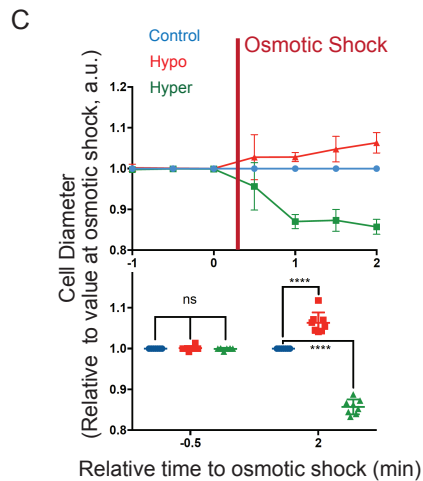 C
Control
Hypo
Hyper
Osmotic Shock
Cell Diameter
(Relative to value at osmotic shock, a.u.)
1.2
1.1
1.0
0.9
0.8
-1
0
1
2
1.1
1.0
0.9
0.8
ns
****
****
-0.5
2
Relative time to osmotic shock (min)